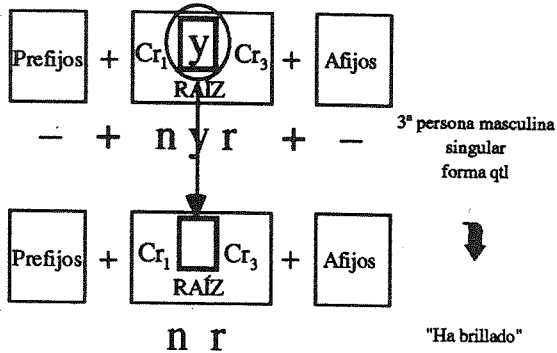 Prefijos + Cr1 y Cr3 + Afijos
RAÍZ
– + n y r + –
3ª persona masculina
singular
forma qtl
Prefijos + Cr1 Cr3 + Afijos
RAÍZ
n r
"Ha brillado"